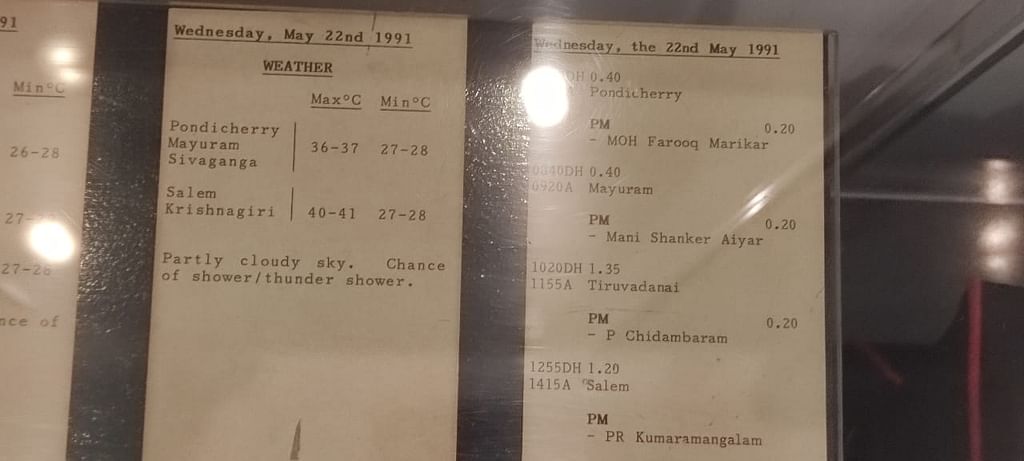 91
Min°C
26-28
27-28
nce of
Wednesday, May 22nd 1991
WEATHER
Max°C Min°C
Pondicherry
Mayuram 36-37 27-28
Sivaganga
Salem
Krishnagiri 40-41 27-28
Partly cloudy sky. Chance
of shower/thunder shower.
Wednesday, the 22nd May 1991
DH 0.40
Pondicherry
PM 0.20
- MOH Farooq Marikar
0840DH 0.40
0920A Mayuram
PM 0.20
- Mani Shanker Aiyar
1020DH 1.35
1155A Tiruvadanai
PM 0.20
- P Chidambaram
1255DH 1.20
1415A Salem
PM
- PR Kumaramangalam